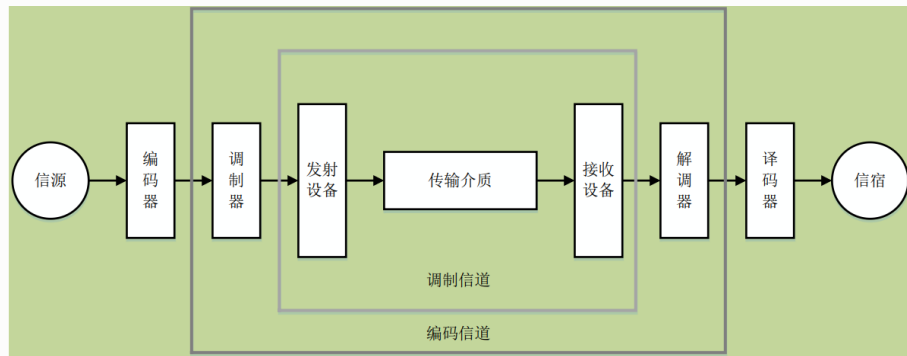 信源
编
码
器
调
制
器
发射
设备
传输介质
接收
设备
解
调
器
译
码
器
信宿
调制信道
编码信道